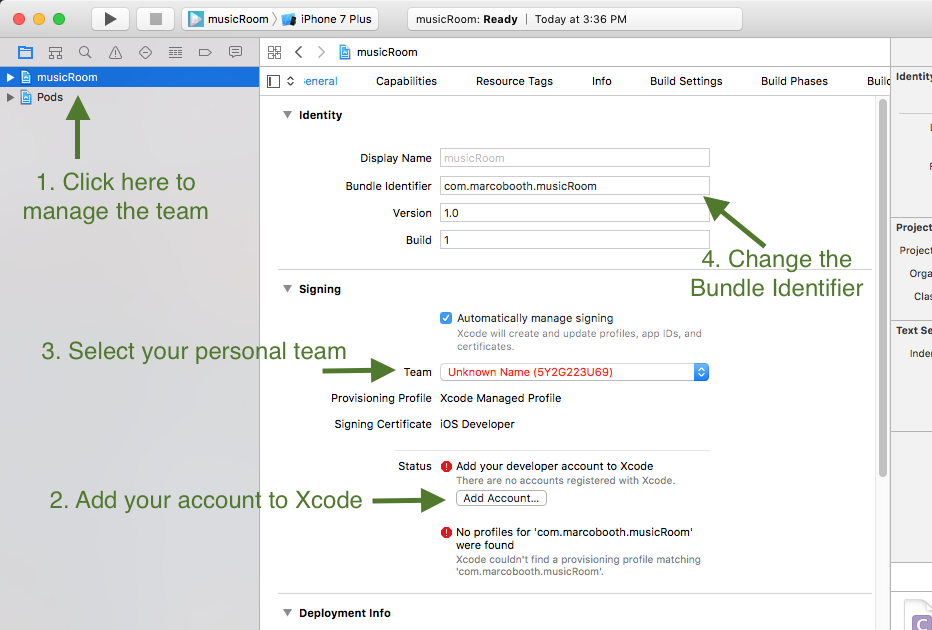 musicRoom
iPhone 7 Plus
musicRoom: Ready
Today at 3:36 PM
musicRoom
musicRoom
Pods
General
Capabilities
Resource Tags
Info
Build Settings
Build Phases
Build
Identity
Display Name
musicRoom
Bundle Identifier
com.marcobooth.musicRoom
Version
1.0
Build
1
1. Click here to
manage the team
4. Change the
Bundle Identifier
Signing
Automatically manage signing
Xcode will create and update profiles, app IDs, and
certificates.
3. Select your personal team
Team
Unknown Name (5Y2G223U69)
Provisioning Profile
Xcode Managed Profile
Signing Certificate
iOS Developer
Status
Add your developer account to Xcode
There are no accounts registered with Xcode.
2. Add your account to Xcode
Add Account...
No profiles for 'com.marcobooth.musicRoom'
were found
Xcode couldn't find a provisioning profile matching
'com.marcobooth.musicRoom'.
Deployment Info
Identity
Project
Project
Orga
Clas
Text Se
Inde
C